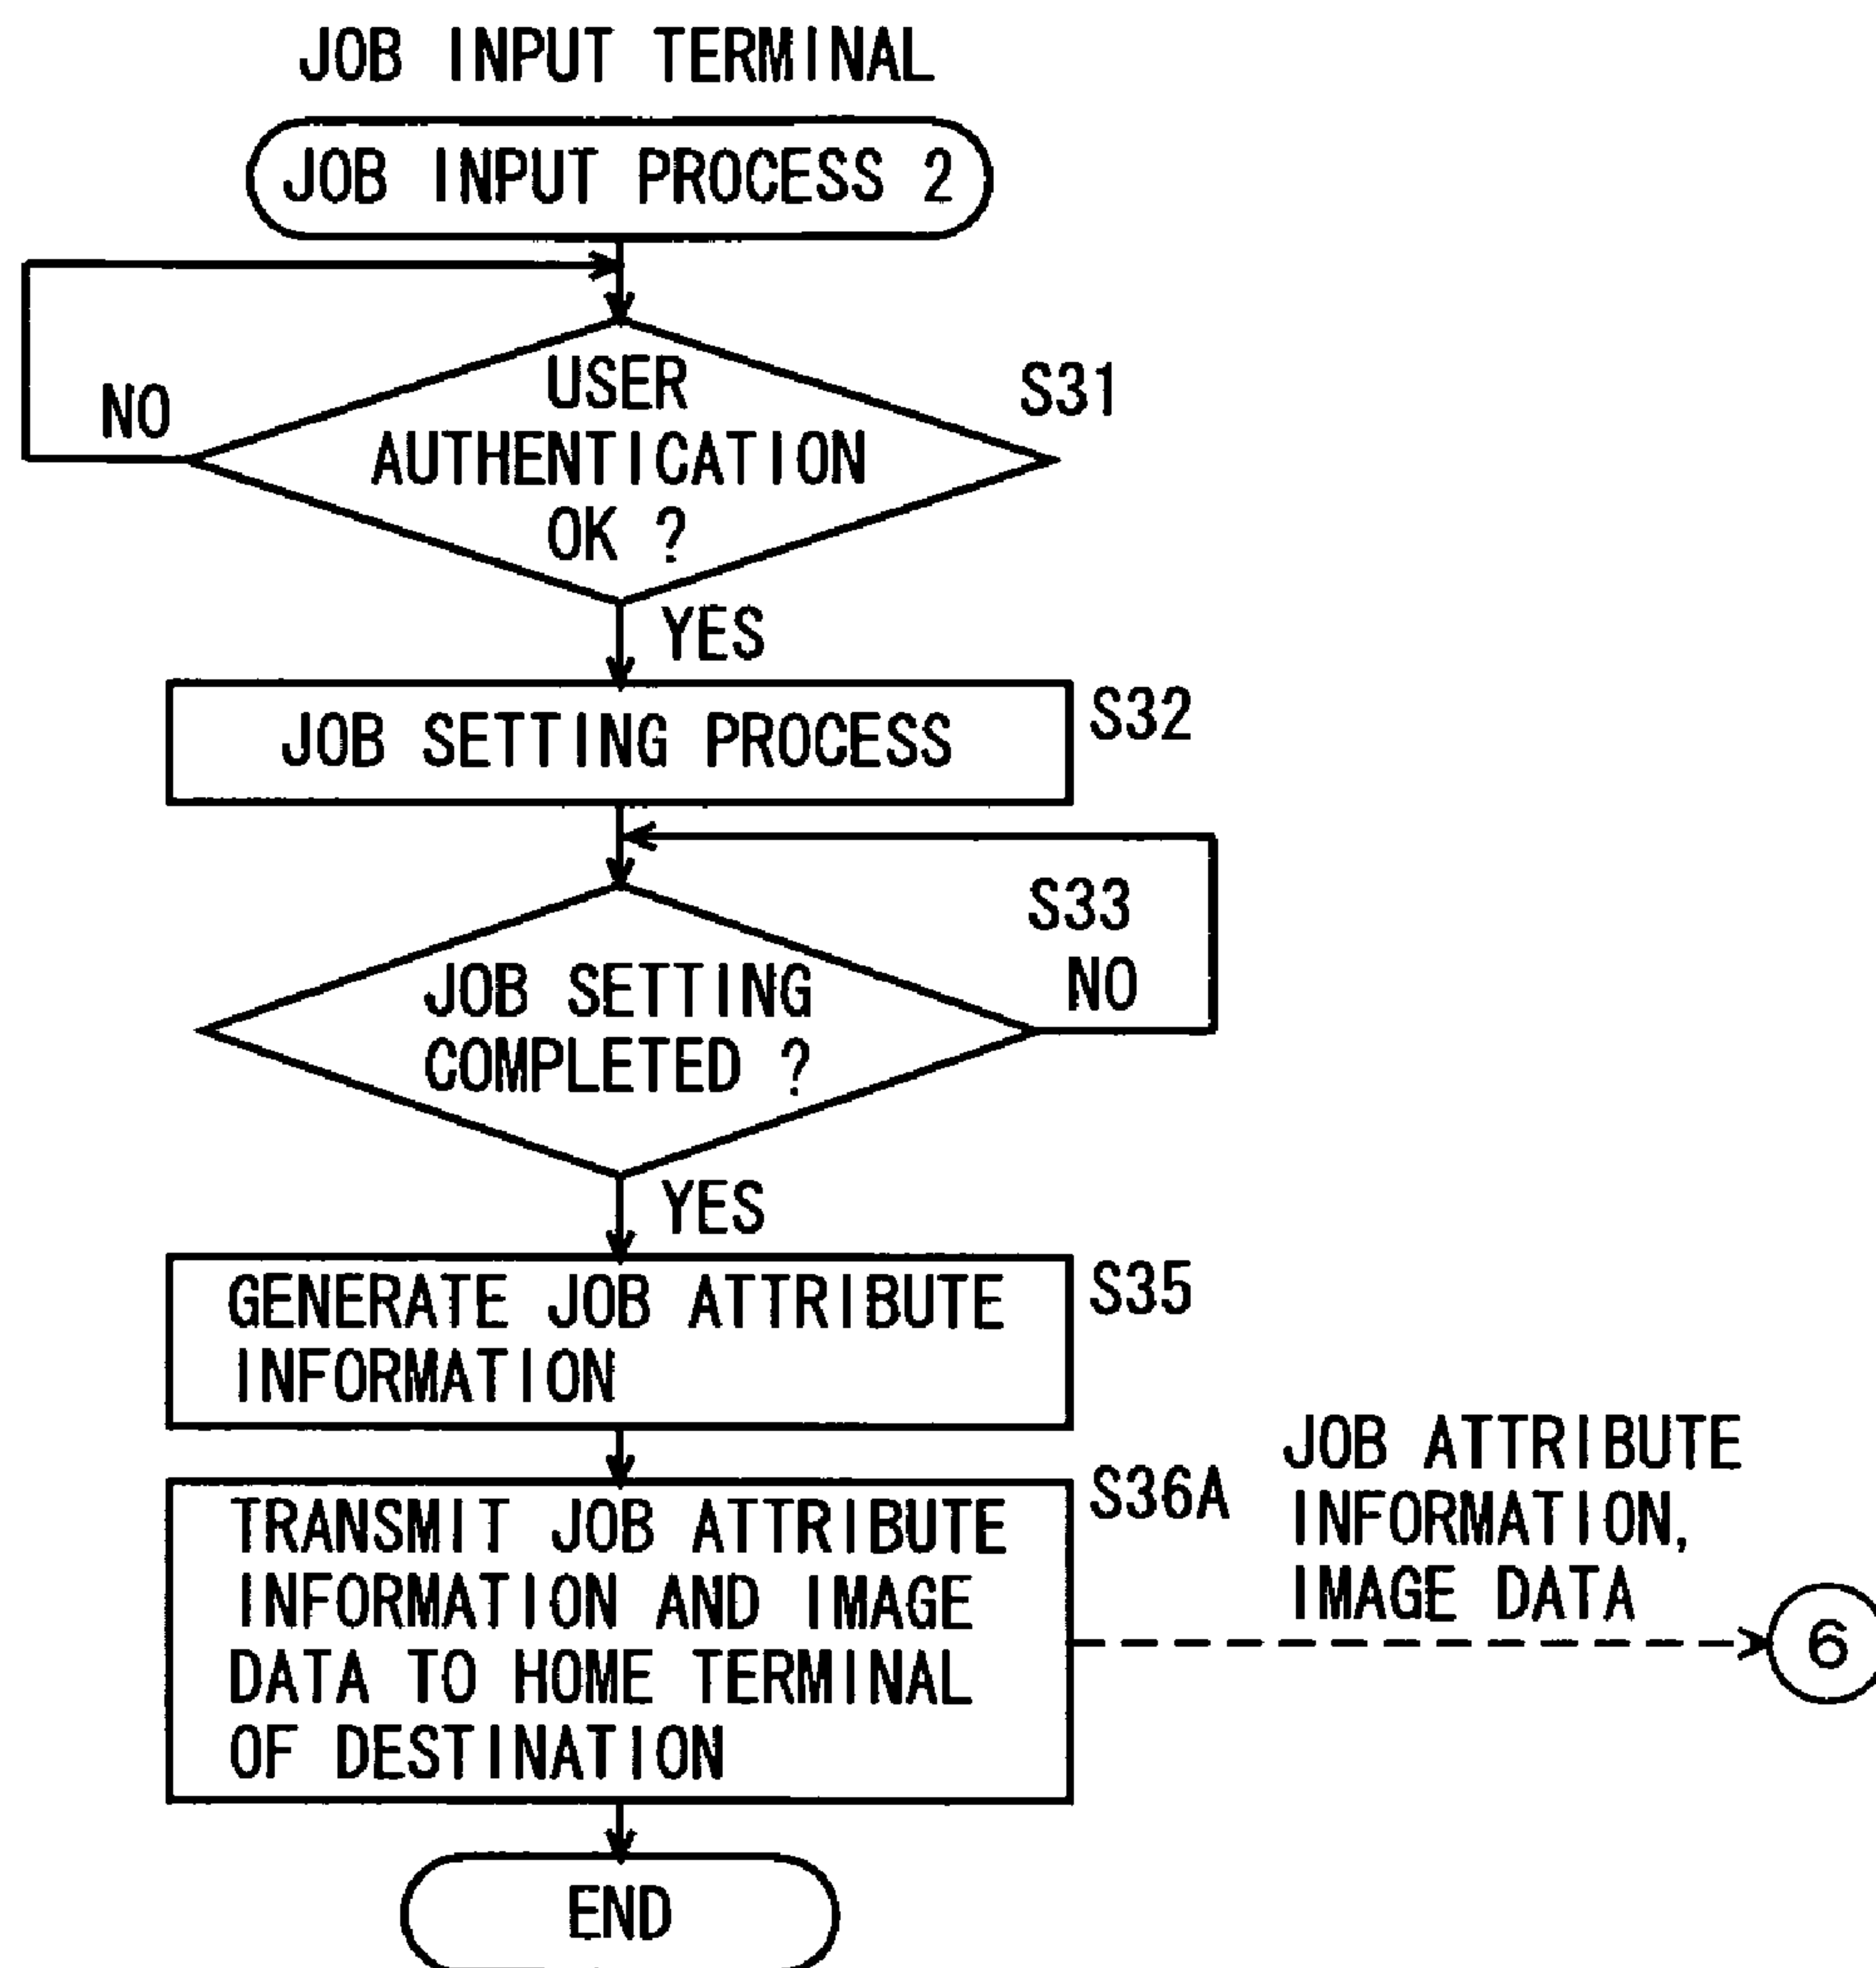 JOB INPUT TERMINAL
JOB INPUT PROCESS 2
USER
AUTHENTICATION
OK ?
S31
NO
YES
JOB SETTING PROCESS
S32
S33
NO
JOB SETTING
COMPLETED ?
YES
GENERATE JOB ATTRIBUTE
INFORMATION
S35
TRANSMIT JOB ATTRIBUTE
INFORMATION AND IMAGE
DATA TO HOME TERMINAL
OF DESTINATION
S36A
JOB ATTRIBUTE
INFORMATION,
IMAGE DATA
6
END